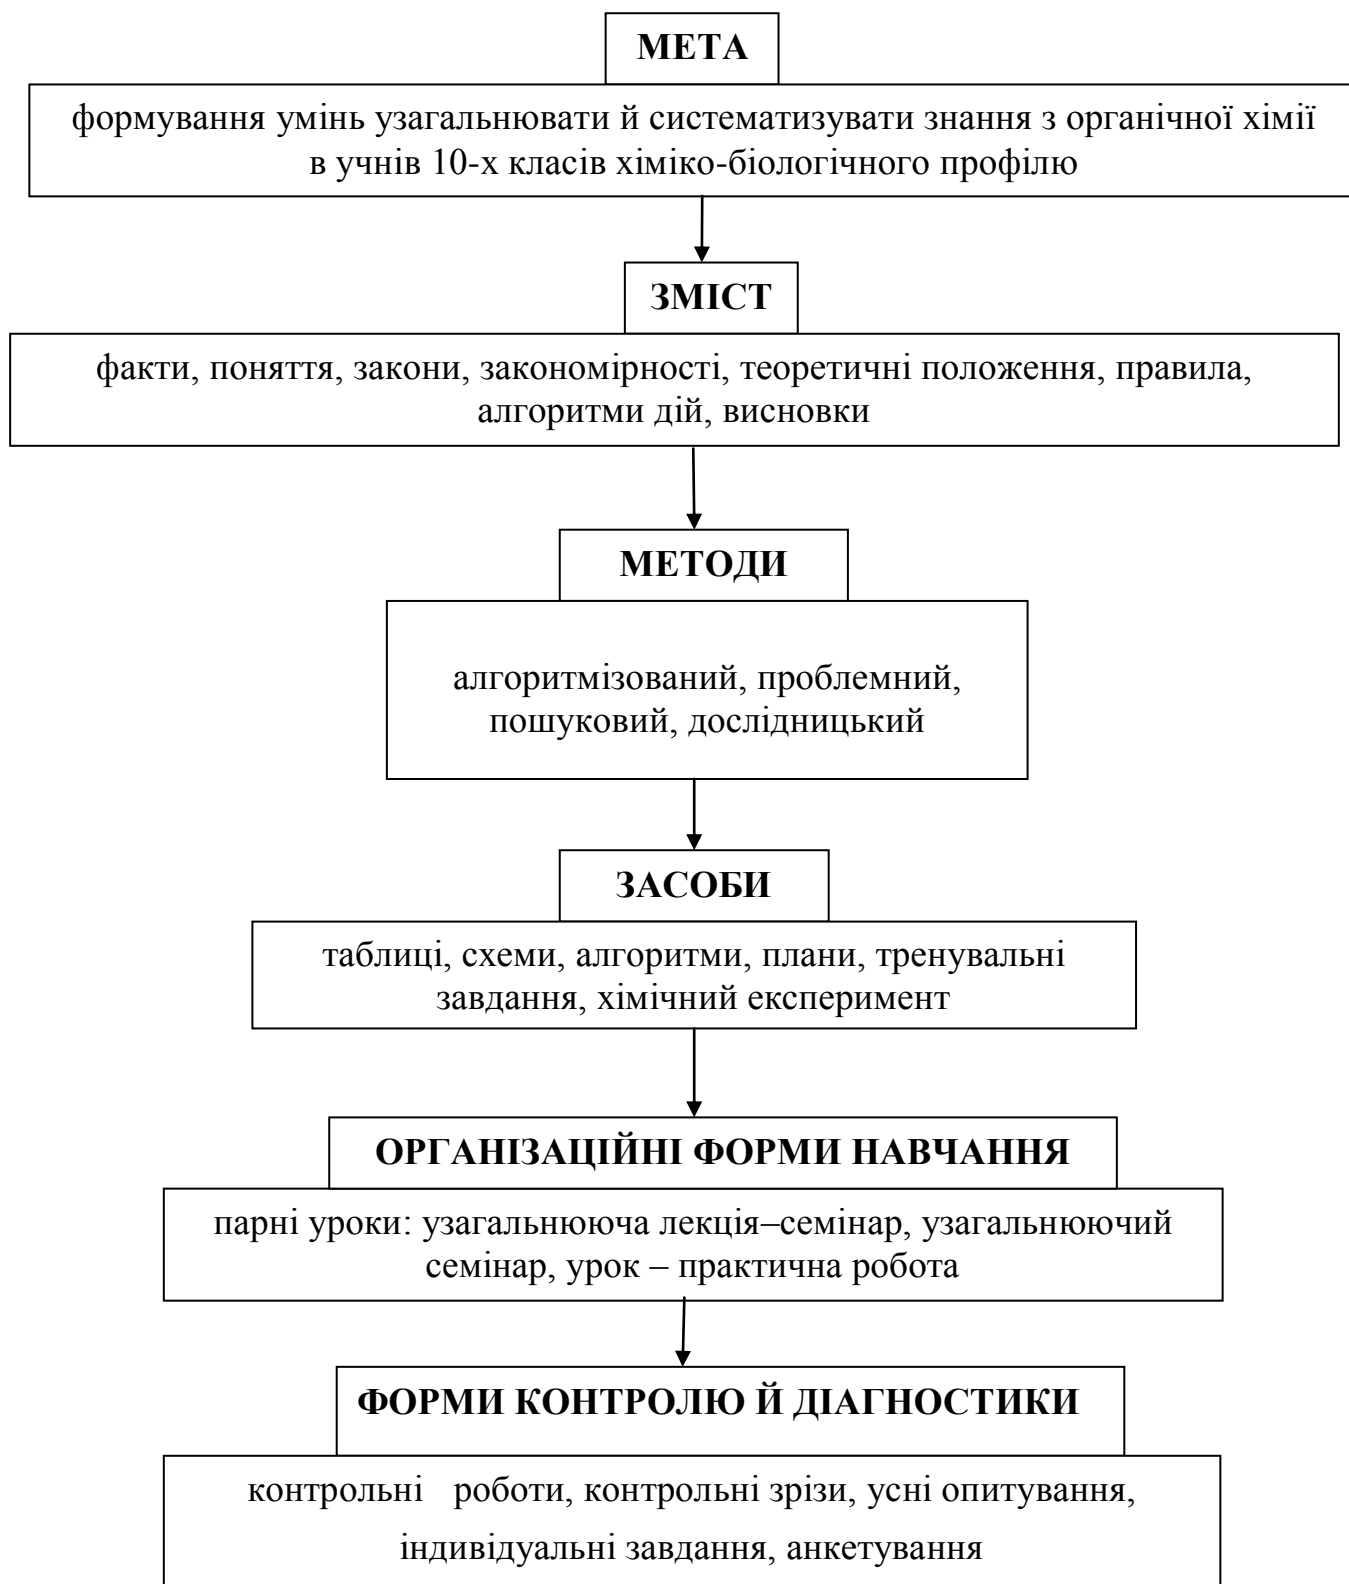 МЕТА
формування умінь узагальнювати й систематизувати знання з органічної хімії
в учнів 10-х класів хіміко-біологічного профілю
ЗМІСТ
факти, поняття, закони, закономірності, теоретичні положення, правила,
алгоритми дій, висновки
МЕТОДИ
алгоритмізований, проблемний,
пошуковий, дослідницький
ЗАСОБИ
таблиці, схеми, алгоритми, плани, тренувальні
завдання, хімічний експеримент
ОРГАНІЗАЦІЙНІ ФОРМИ НАВЧАННЯ
парні уроки: узагальнююча лекція–семінар, узагальнюючий
семінар, урок – практична робота
ФОРМИ КОНТРОЛЮ Й ДІАГНОСТИКИ
контрольні роботи, контрольні зрізи, усні опитування,
індивідуальні завдання, анкетування